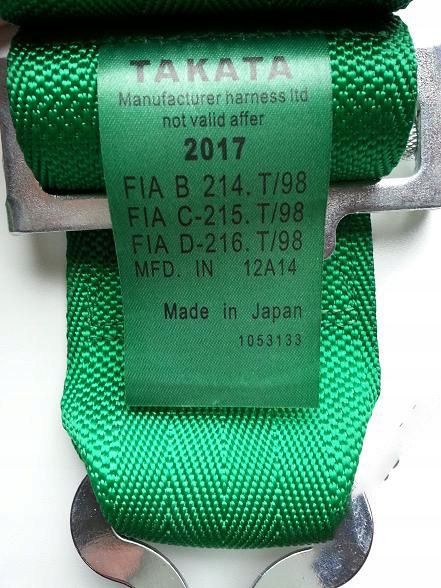 TAKATA
Manufacturer harness ltd
not valid affer
2017
FIA B 214. T/98
FIA C-215. T/98
FIA D-216. T/98
MFD. IN 12A14
Made in Japan
1053133